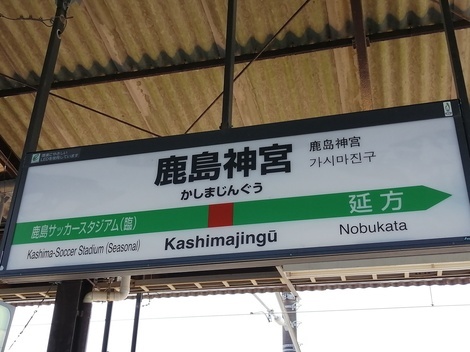 鹿島神宮
かしまじんぐう
鹿島神宮
가시마진구
鹿島サッカースタジアム(臨)
Kashima-Soccer Stadium (Seasonal)
Kashimajingū
延方
Nobukata